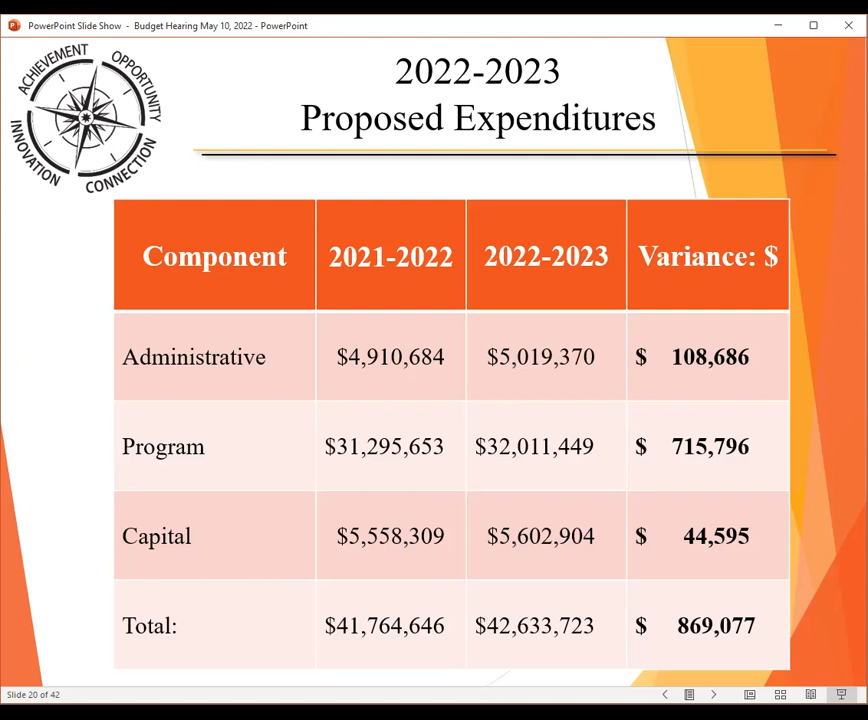 PowerPoint Slide Show - Budget Hearing May 10, 2022 - PowerPoint
ACHIEVEMENT
OPPORTUNITY
INNOVATION
CONNECTION
2022-2023
Proposed Expenditures
Component 2021-2022 2022-2023 Variance: $
Administrative $4,910,684 $5,019,370 $ 108,686
Program $31,295,653 $32,011,449 $ 715,796
Capital $5,558,309 $5,602,904 $ 44,595
Total: $41,764,646 $42,633,723 $ 869,077
Slide 20 of 42